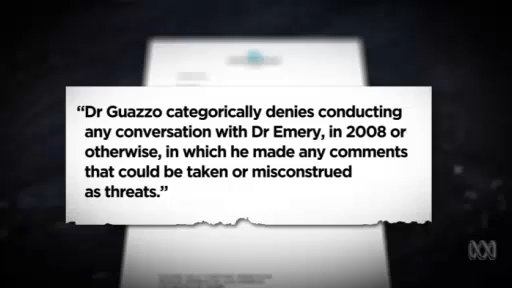 “Dr Guazzo categorically denies conducting
any conversation with Dr Emery, in 2008 or
otherwise, in which he made any comments
that could be taken or misconstrued
as threats.”